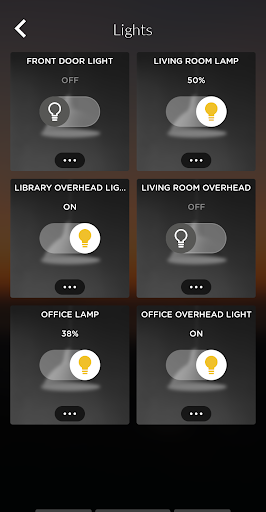 Lights
FRONT DOOR LIGHT
OFF
LIVING ROOM LAMP
50%
LIBRARY OVERHEAD LIG...
ON
LIVING ROOM OVERHEAD
OFF
OFFICE LAMP
38%
OFFICE OVERHEAD LIGHT
ON